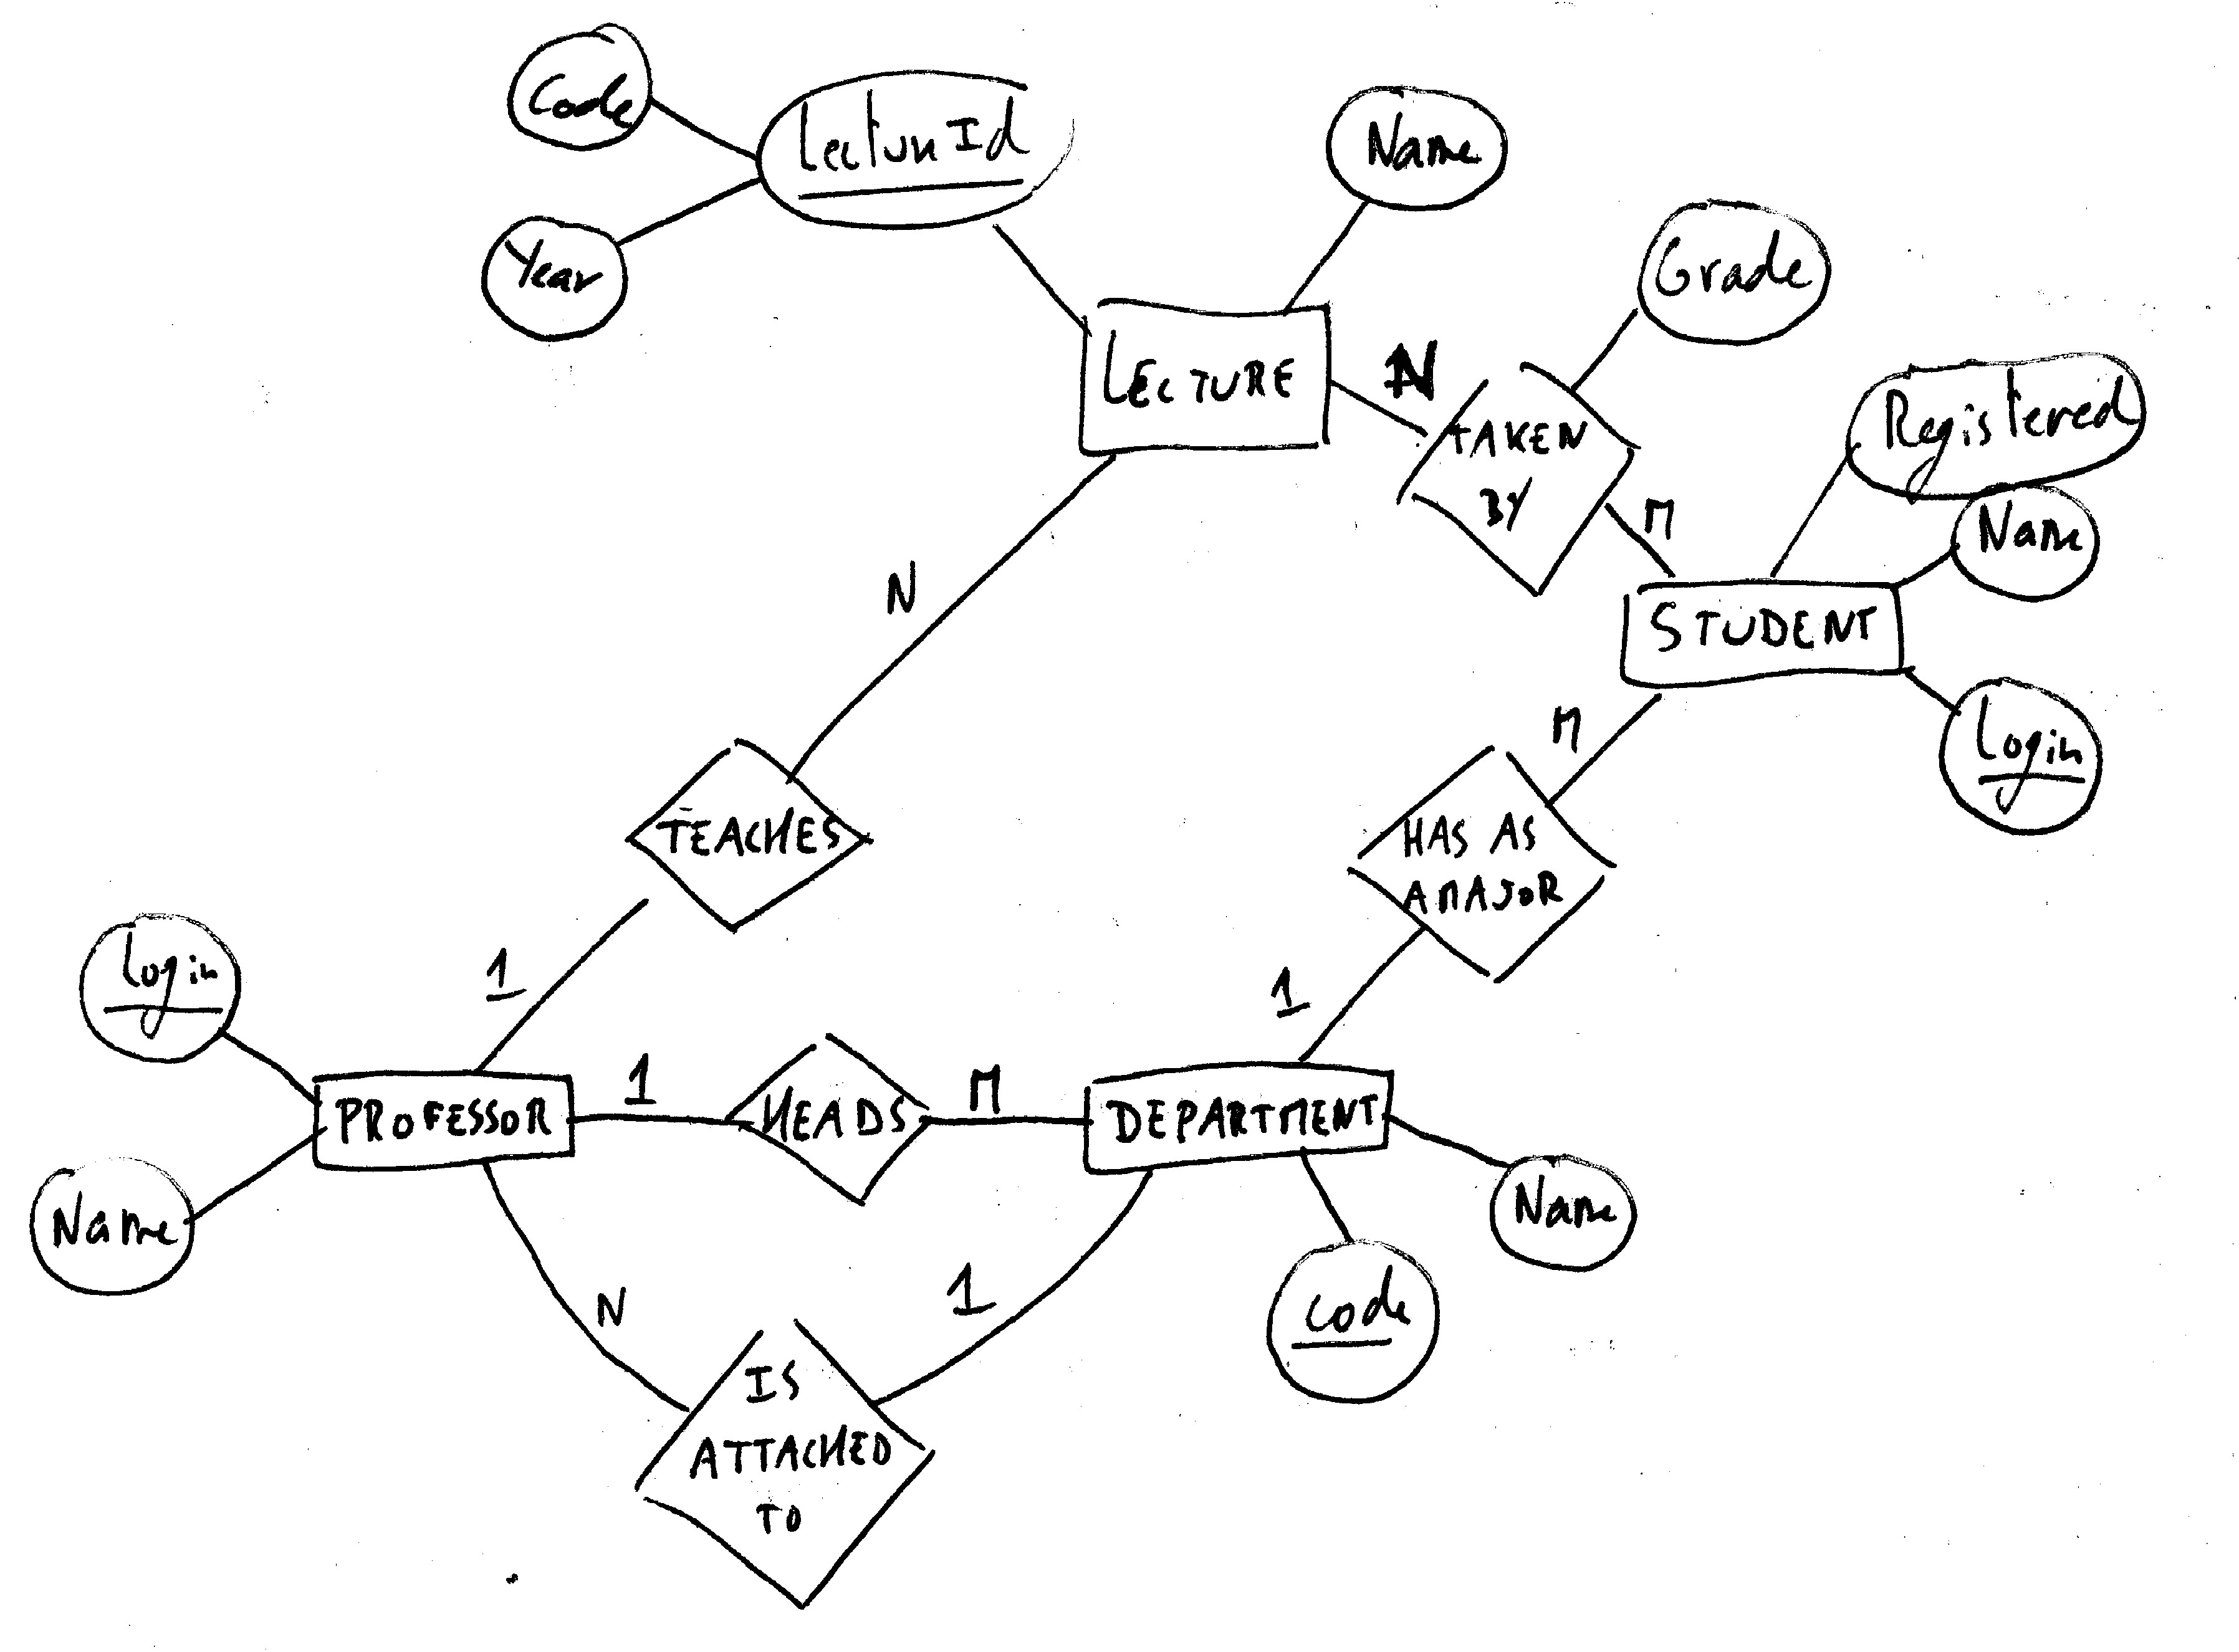 Code
LectureId
Name
Year
Grade
LECTURE
N
TAKEN
BY
Registered
M
Name
STUDENT
N
M
Login
TEACHES
HAS AS
A MAJOR
Login
1
1
PROFESSOR
1
HEADS
M
DEPARTMENT
Name
Name
N
1
code
IS
ATTACHED
TO